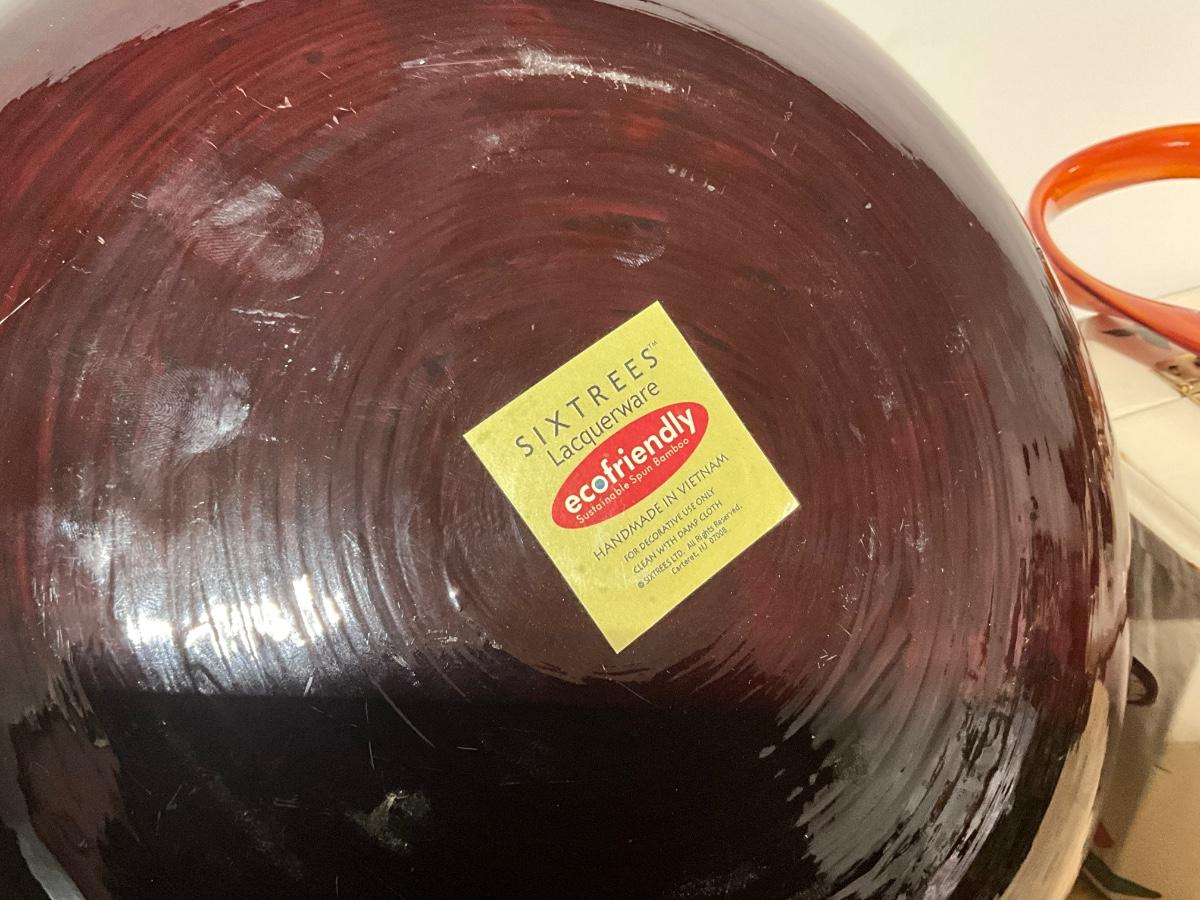 SIXTREES™
Lacquerware
ecofriendly
Sustainable Spun Bamboo
HANDMADE IN VIETNAM
FOR DECORATIVE USE ONLY
CLEAN WITH DAMP CLOTH
©SIXTREES LTD. All Rights Reserved.
Carteret, NJ 07008